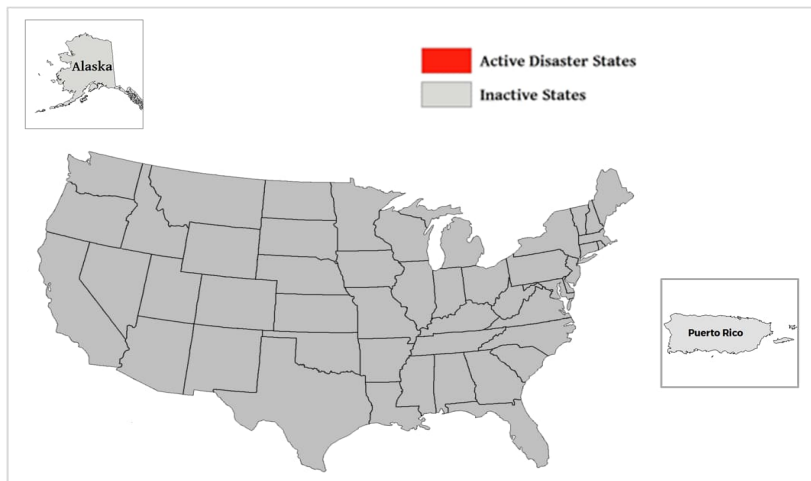 Alaska
Active Disaster States
Inactive States
Puerto Rico